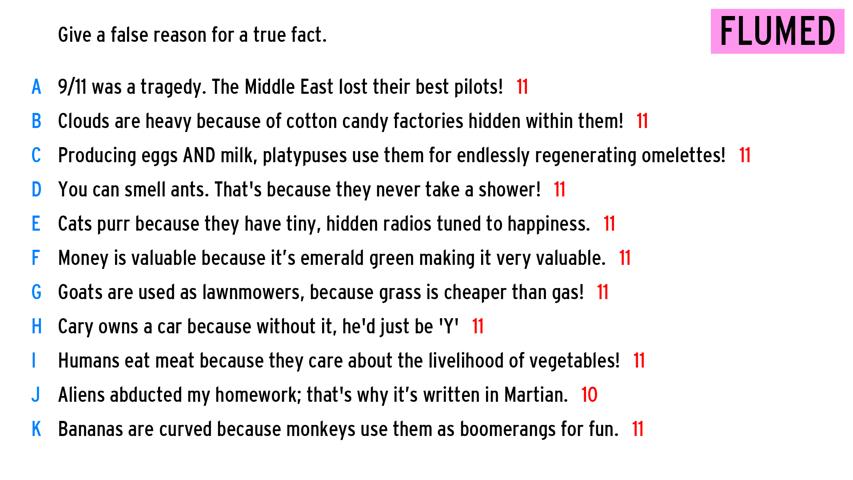 FLUMED
Give a false reason for a true fact.
A 9/11 was a tragedy. The Middle East lost their best pilots! 11
B Clouds are heavy because of cotton candy factories hidden within them! 11
C Producing eggs AND milk, platypuses use them for endlessly regenerating omelettes! 11
D You can smell ants. That's because they never take a shower! 11
E Cats purr because they have tiny, hidden radios tuned to happiness. 11
F Money is valuable because it’s emerald green making it very valuable. 11
G Goats are used as lawnmowers, because grass is cheaper than gas! 11
H Cary owns a car because without it, he'd just be 'Y' 11
I Humans eat meat because they care about the livelihood of vegetables! 11
J Aliens abducted my homework; that's why it’s written in Martian. 10
K Bananas are curved because monkeys use them as boomerangs for fun. 11